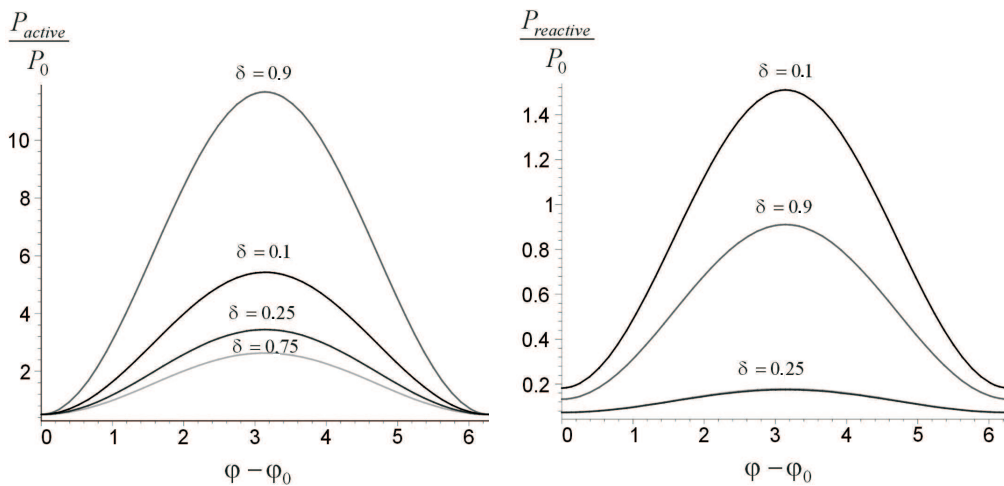 P_active
P_0
δ = 0.9
10
8
6
δ = 0.1
4
δ = 0.25
δ = 0.75
2
0 1 2 3 4 5 6
φ – φ_0
P_reactive
P_0
δ = 0.1
1.4
1.2
δ = 0.9
1
0.8
0.6
0.4
δ = 0.25
0.2
0 1 2 3 4 5 6
φ – φ_0